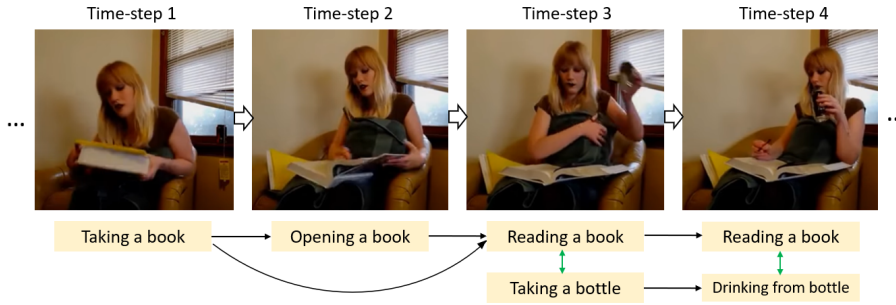 Time-step 1
Time-step 2
Time-step 3
Time-step 4
...
..
Taking a book
Opening a book
Reading a book
Reading a book
Taking a bottle
Drinking from bottle